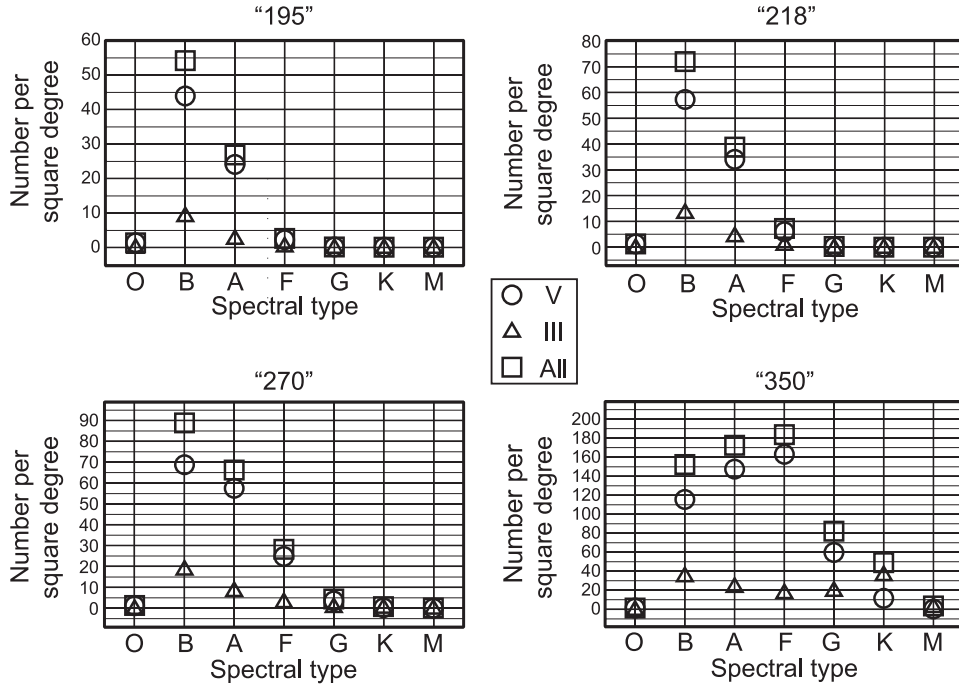 “195”
Number per
square degree
60
50
40
30
20
10
0
O B A F G K M
Spectral type
“218”
Number per
square degree
80
70
60
50
40
30
20
10
0
O B A F G K M
Spectral type
V
III
All
“270”
Number per
square degree
90
80
70
60
50
40
30
20
10
0
O B A F G K M
Spectral type
“350”
Number per
square degree
200
180
160
140
120
100
80
60
40
20
0
O B A F G K M
Spectral type